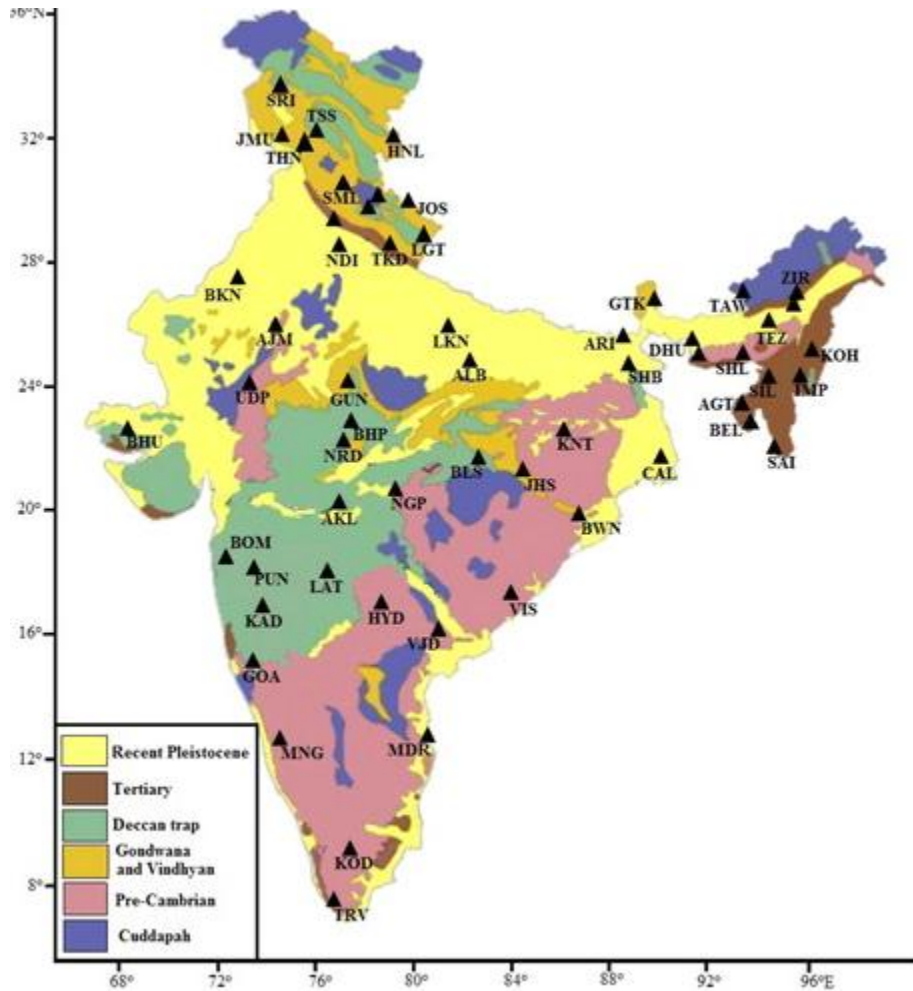 36°N
SRI
TSS
32°
JMU
HNL
THN
SML
JOS
LGT
28°
NDI
TKD
ZIR
BKN
GTK
TAW
AJM
LKN
ARI
DHU
TEZ
KOH
24°
ALB
SHB
SHL
UDP
GUN
SIL
IMP
AGT
BHU
BHP
KNT
BEL
NRD
BLS
JHS
CAL
SAI
20°
AKL
NGP
BWN
BOM
PUN
LAT
KAD
HYD
VIS
16°
VJD
GOA
Recent Pleistocene
12°
MNG
MDR
Tertiary
Deccan trap
Gondwana
and Vindhyan
KOD
8°
Pre-Cambrian
TRV
Cuddapah
68°
72°
76°
80°
84°
88°
92°
96°E